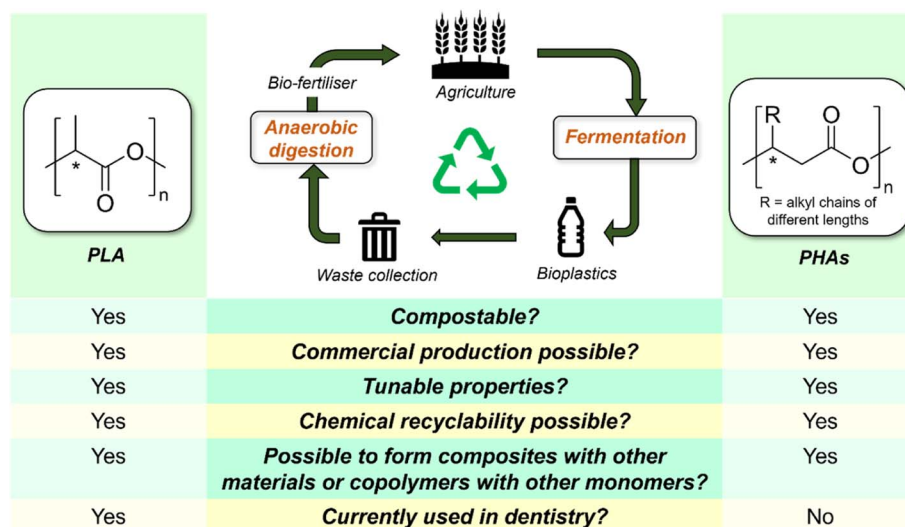 Bio-fertiliser
Agriculture
Anaerobic
digestion
Fermentation
Waste collection
Bioplastics
*
O
O
n
PLA
R
O
*
O
n
R = alkyl chains of
different lengths
PHAs
Yes Compostable? Yes
Yes Commercial production possible? Yes
Yes Tunable properties? Yes
Yes Chemical recyclability possible? Yes
Yes Possible to form composites with other Yes
materials or copolymers with other monomers?
Yes Currently used in dentistry? No